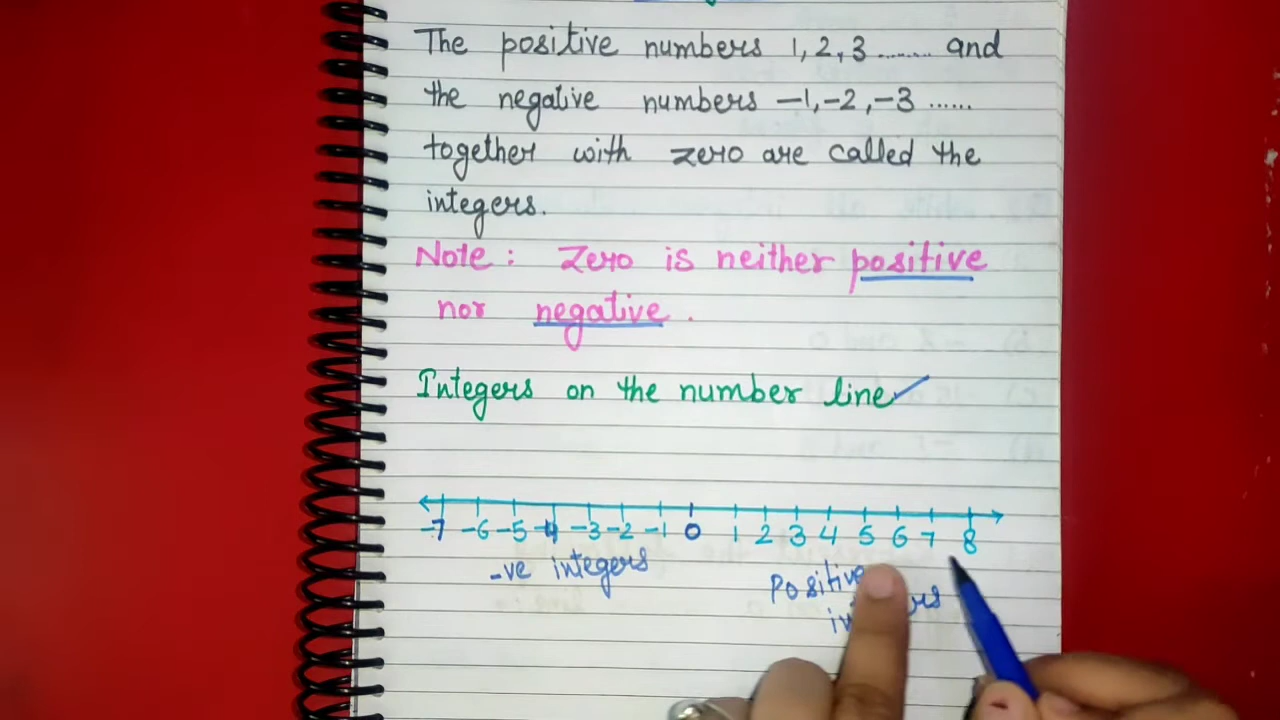 The positive numbers 1, 2, 3 ........ and
the negative numbers -1, -2, -3 ......
together with zero are called the
integers.
Note : Zero is neither positive
nor negative .
Integers on the number line ✓
-7 -6 -5 -4 -3 -2 -1 0 1 2 3 4 5 6 7 8
-ve integers
Positive